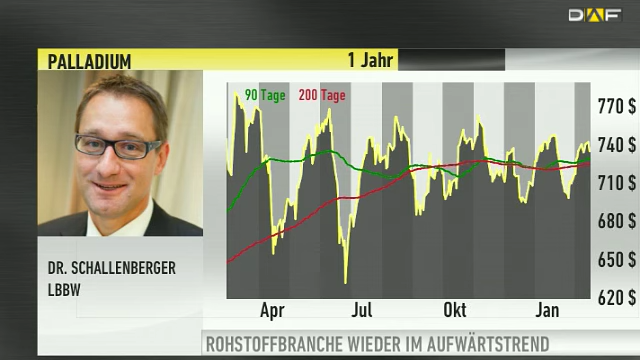 DAF
PALLADIUM 1 Jahr
90 Tage 200 Tage
770 $
740 $
710 $
680 $
650 $
620 $
Apr Jul Okt Jan
DR. SCHALLENBERGER
LBBW
ROHSTOFFBRANCHE WIEDER IM AUFWÄRTSTREND